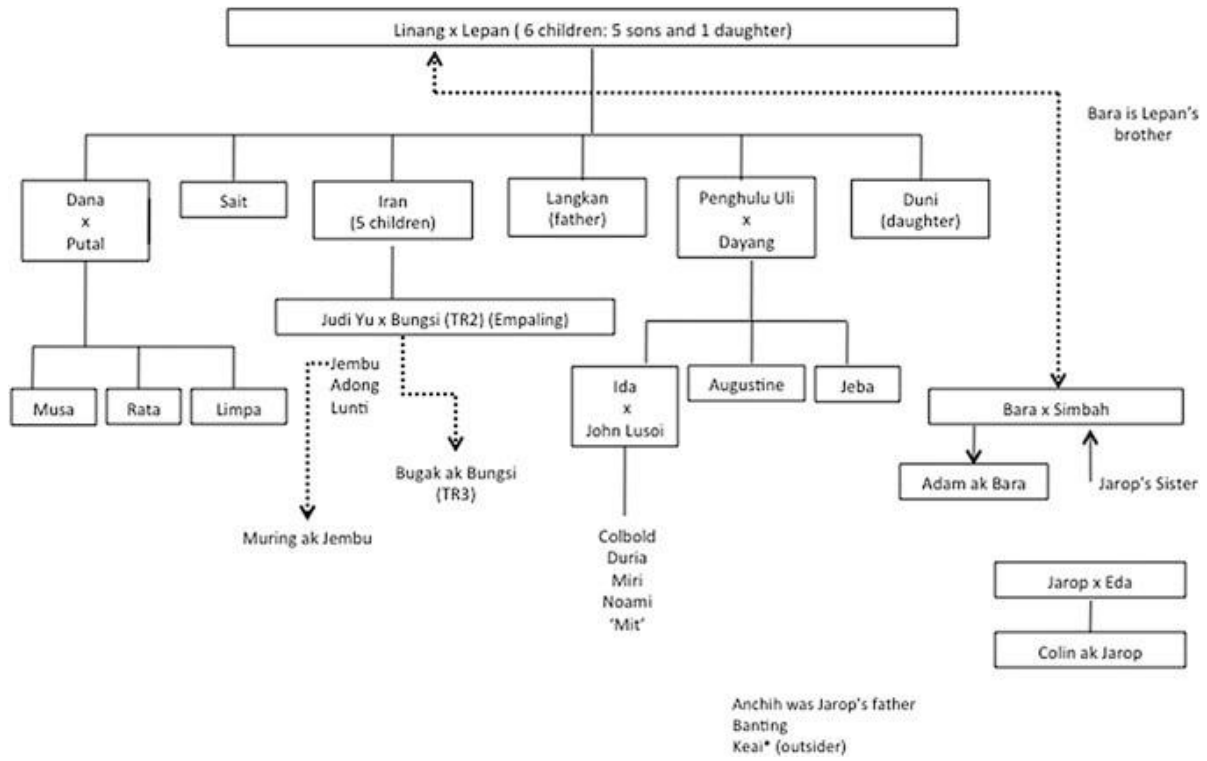 Linang x Lepan ( 6 children: 5 sons and 1 daughter)
Bara is Lepan's
brother
Dana
x
Putal
Sait
Iran
(5 children)
Langkan
(father)
Penghulu Uli
x
Dayang
Duni
(daughter)
Judi Yu x Bungsi (TR2) (Empaling)
Musa
Rata
Limpa
Jembu
Adong
Lunti
Ida
x
John Lusoi
Augustine
Jeba
Bara x Simbah
Bugak ak Bungsi
(TR3)
Adam ak Bara
Jarop's Sister
Muring ak Jembu
Colbold
Duria
Miri
Noami
'Mit'
Jarop x Eda
Colin ak Jarop
Anchih was Jarop's father
Banting
Keai* (outsider)